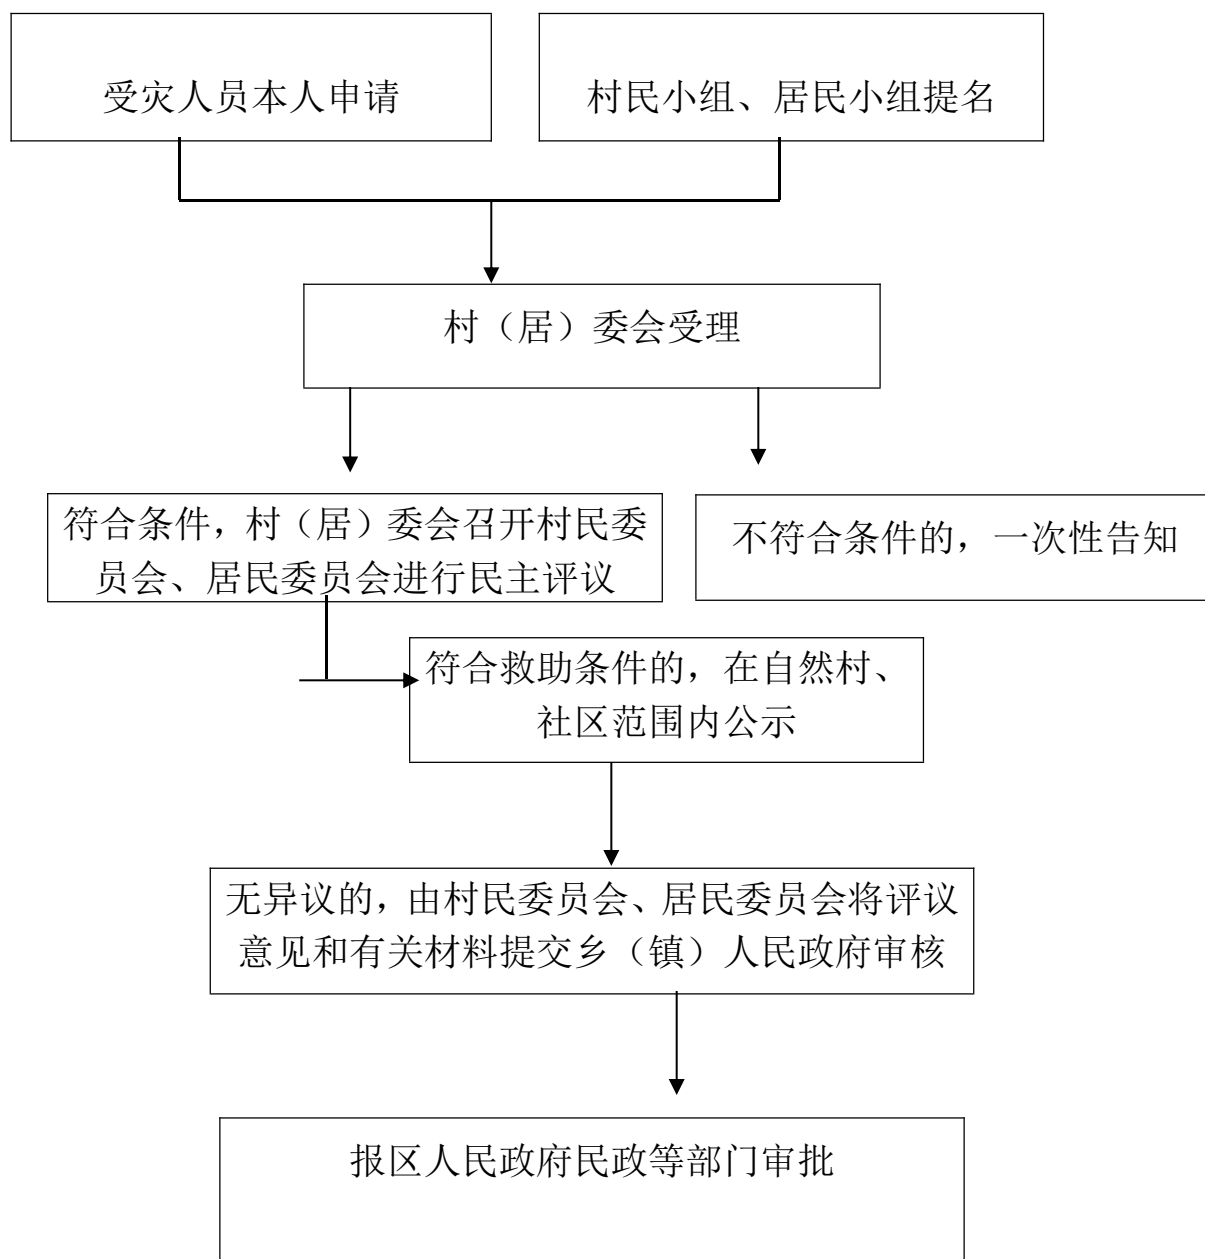 受灾人员本人申请
村民小组、居民小组提名
村（居）委会受理
符合条件，村（居）委会召开村民委
员会、居民委员会进行民主评议
不符合条件的，一次性告知
符合救助条件的，在自然村、
社区范围内公示
无异议的，由村民委员会、居民委员会将评议
意见和有关材料提交乡（镇）人民政府审核
报区人民政府民政等部门审批